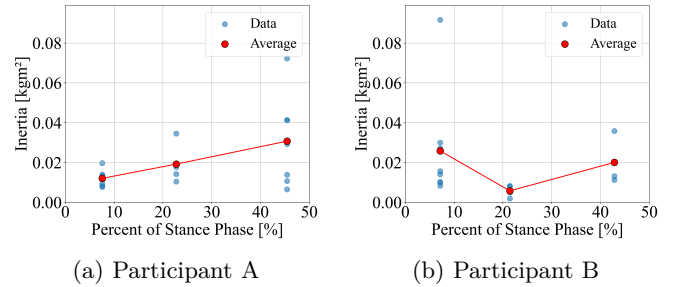 Inertia [kgm²]
0.08
0.06
0.04
0.02
0.00
0 10 20 30 40 50
Percent of Stance Phase [%]
Data
Average
(a) Participant A
Inertia [kgm²]
0.08
0.06
0.04
0.02
0.00
0 10 20 30 40 50
Percent of Stance Phase [%]
Data
Average
(b) Participant B